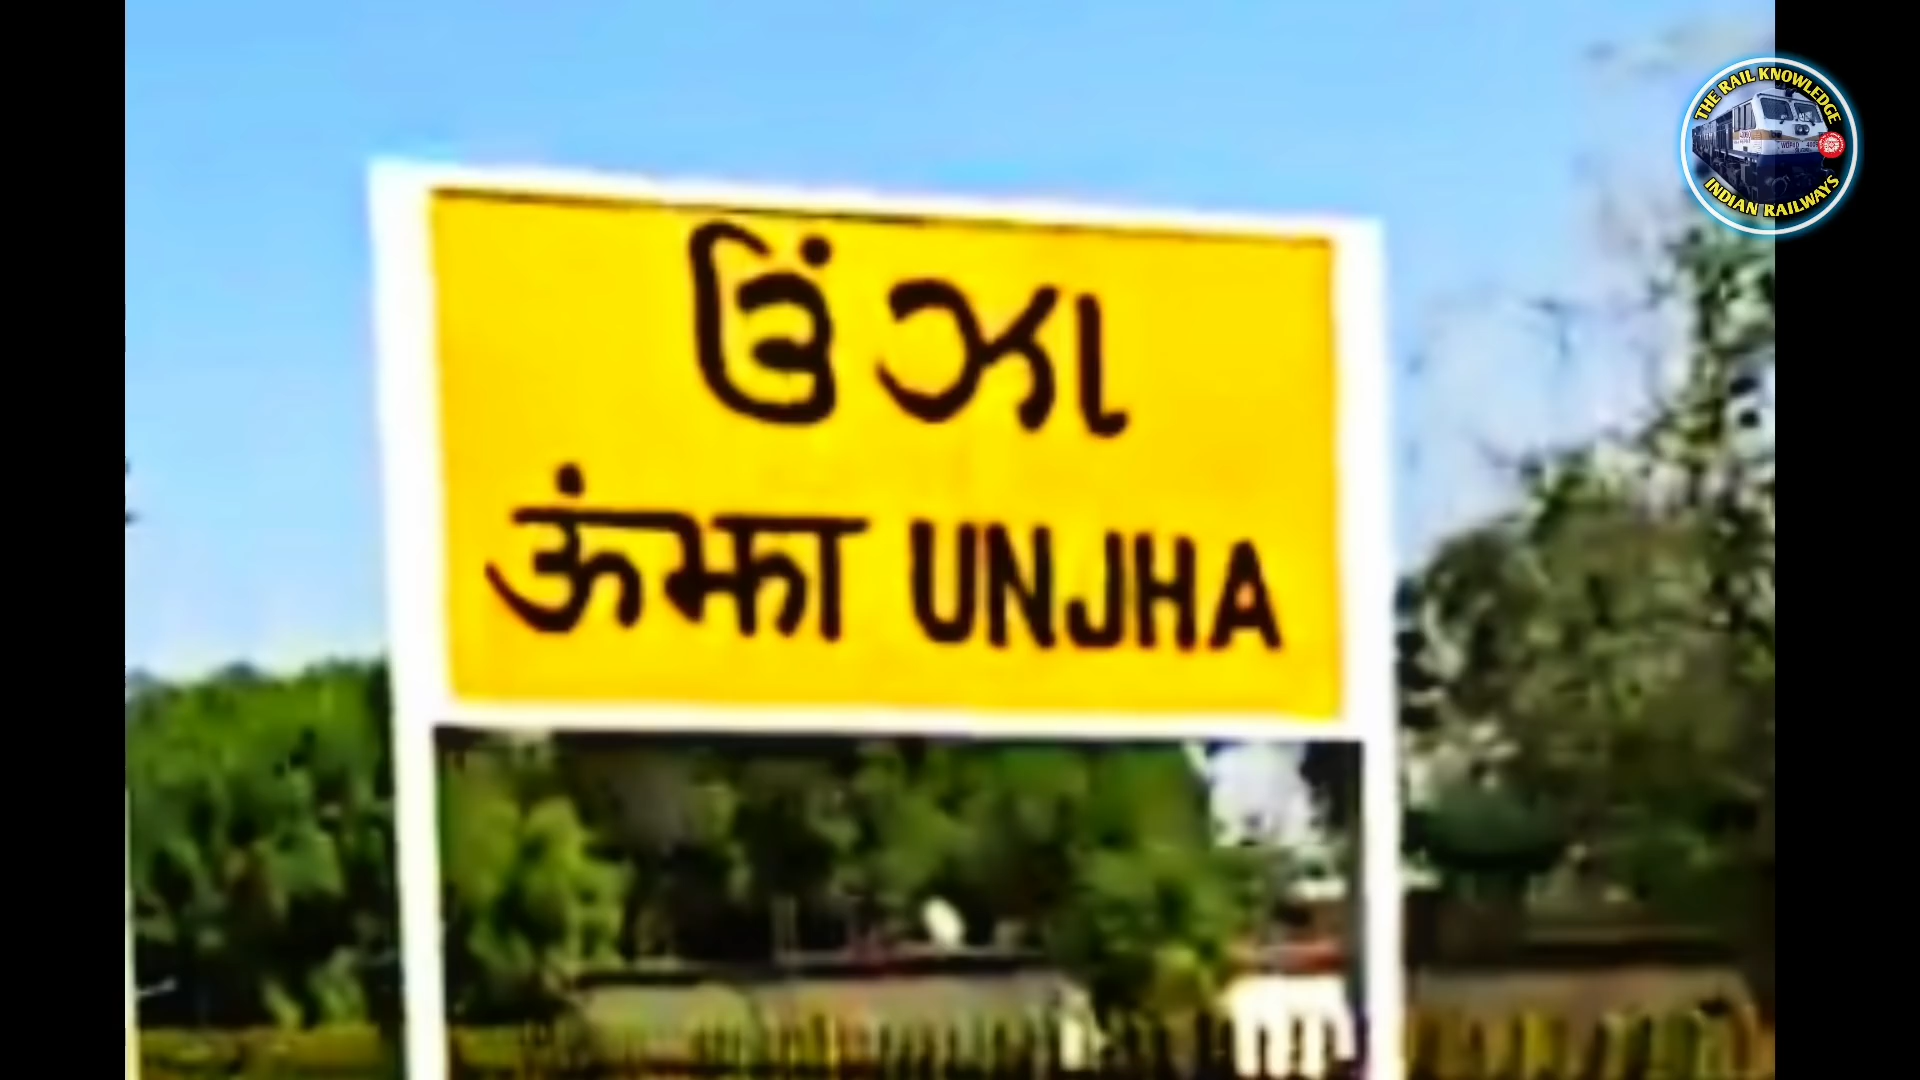 THE RAIL KNOWLEDGE
INDIAN RAILWAYS
ઊંઝા
ऊंझा UNJHA